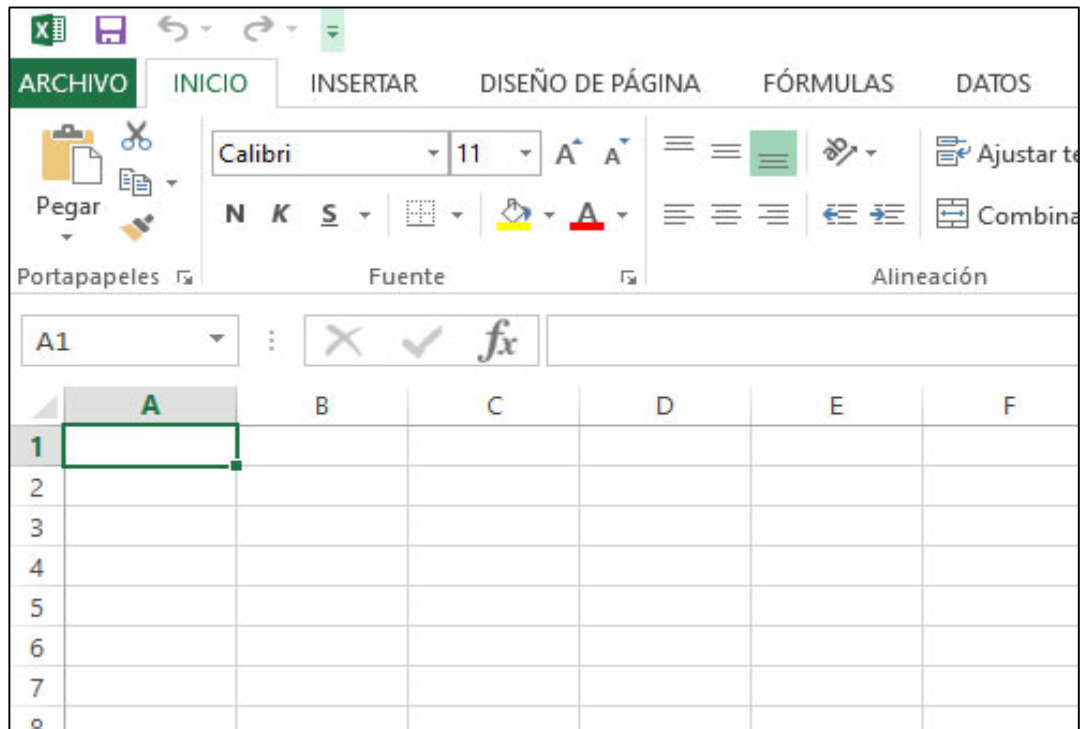 ARCHIVO INICIO INSERTAR DISEÑO DE PÁGINA FÓRMULAS DATOS
Calibri 11 A A Ajustar
Pegar N K S A Combina
Portapapeles Fuente Alineación
A1 fx
A B C D E F
1
2
3
4
5
6
7
8